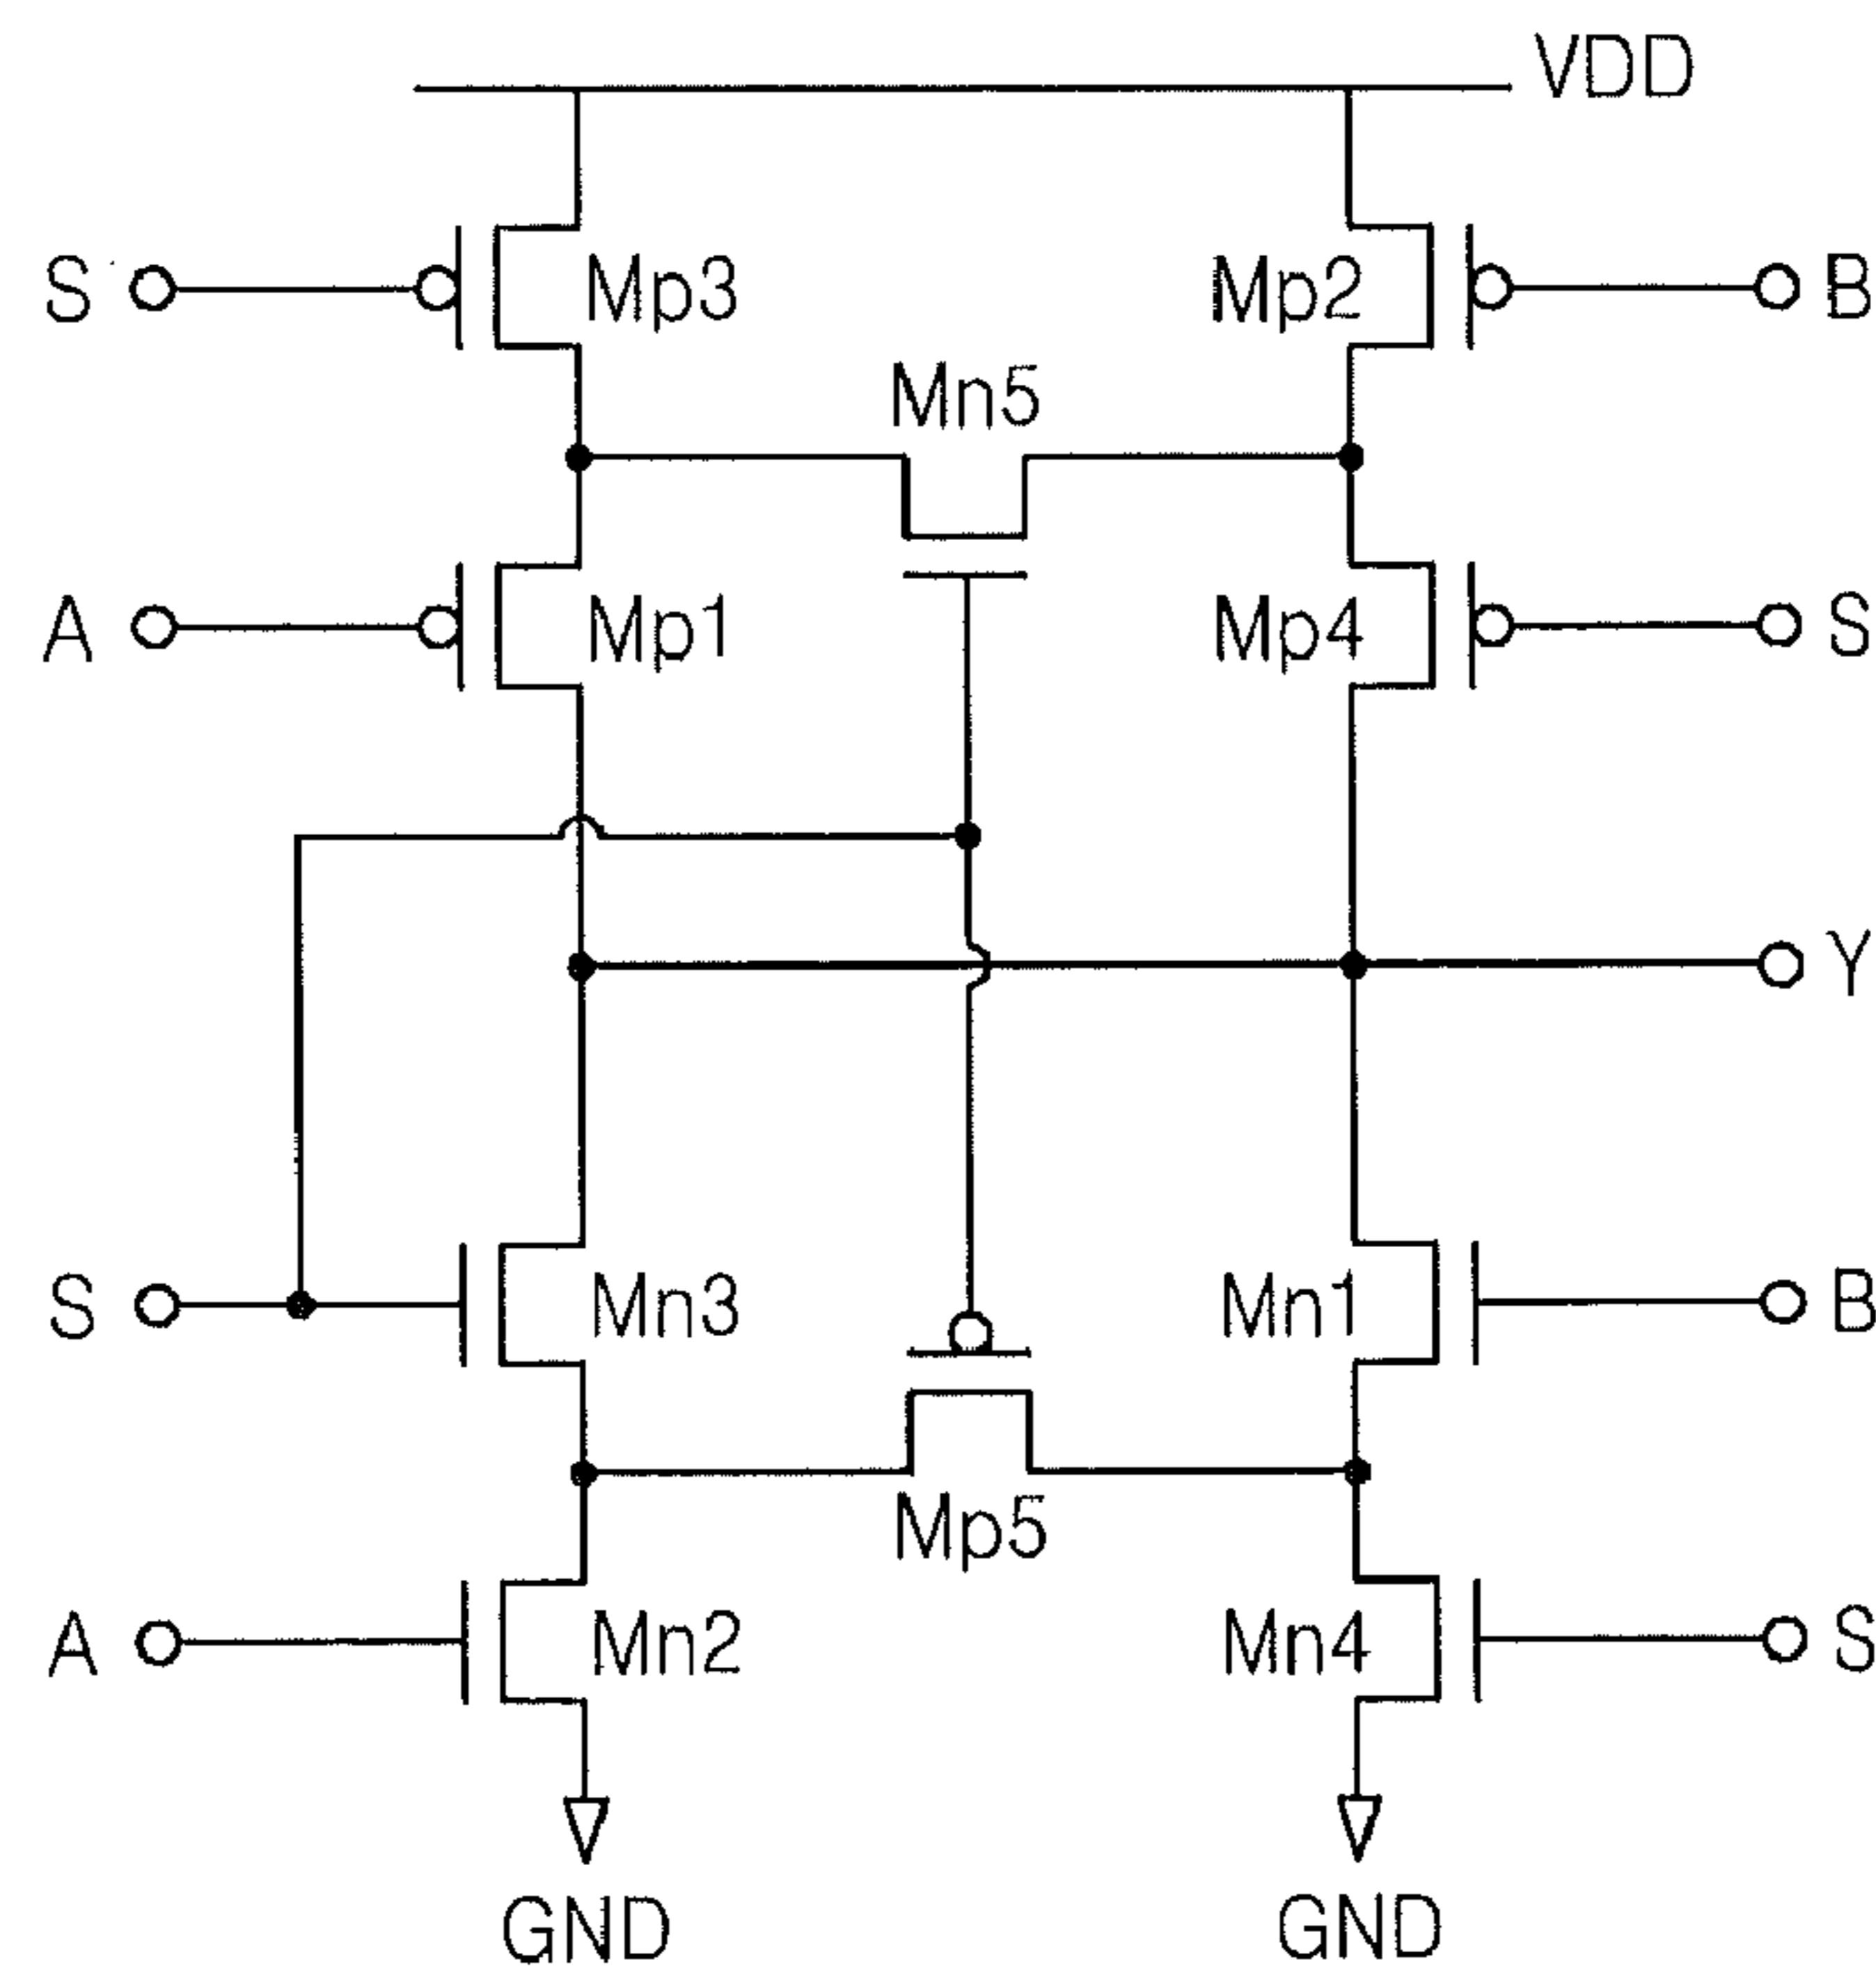 VDD
S Mp3 Mp2 B
Mn5
A Mp1 Mp4 S
Y
S Mn3 Mn1 B
Mp5
A Mn2 Mn4 S
GND GND